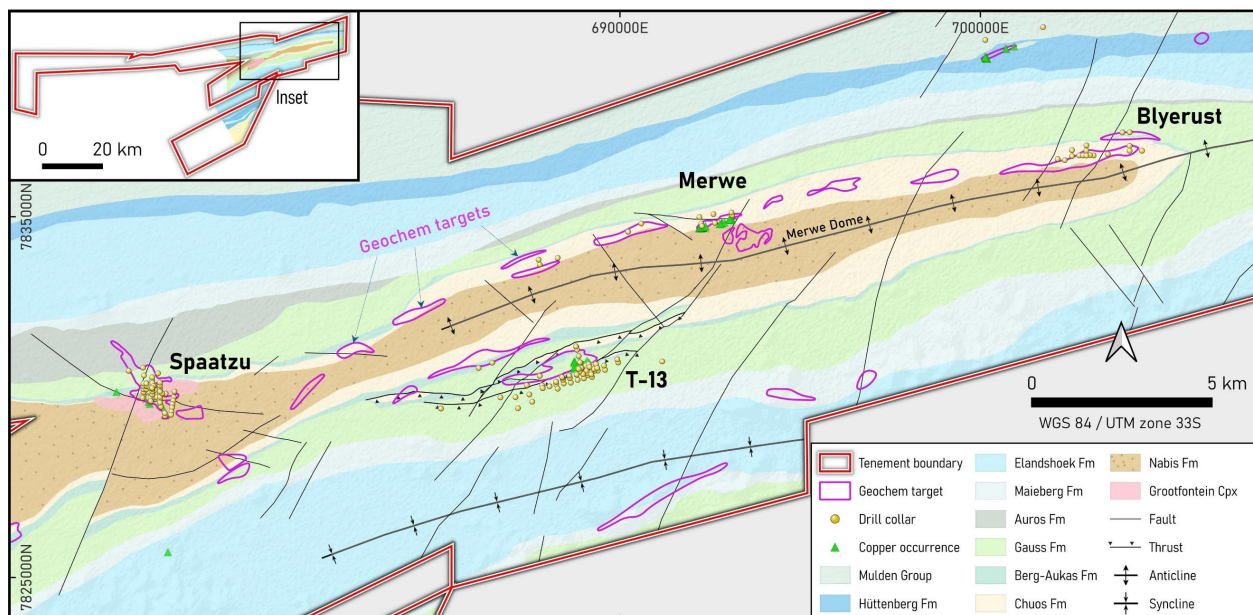 Inset
0 20 km
690000E
700000E
7835000N
7825000N
Blyerust
Merwe
Merwe Dome
Geochem targets
Spaatzu
T-13
0 5 km
WGS 84 / UTM zone 33S
Tenement boundary
Geochem target
Drill collar
Copper occurrence
Mulden Group
Hüttenberg Fm
Elandshoek Fm
Maieberg Fm
Auros Fm
Gauss Fm
Berg-Aukas Fm
Chuos Fm
Nabis Fm
Grootfontein Cpx
Fault
Thrust
Anticline
Syncline